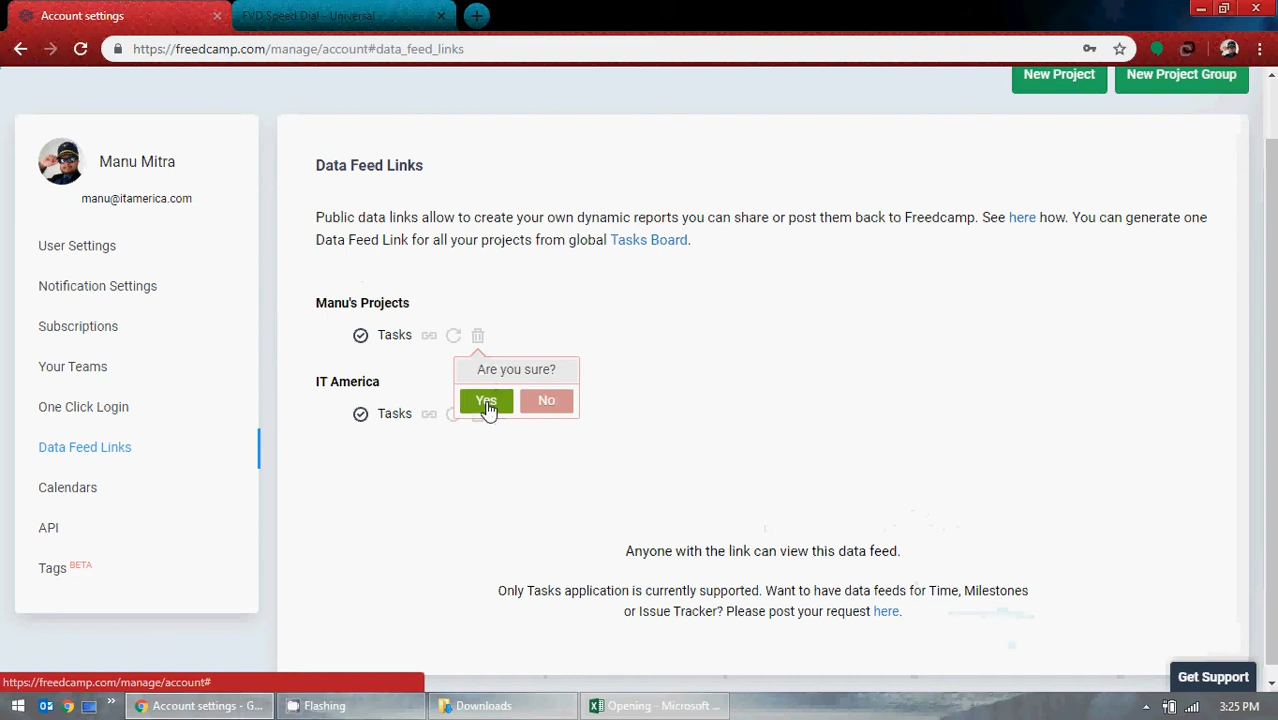 Account settings
FVD Speed Dial - Universal
https://freedcamp.com/manage/account#data_feed_links
New Project
New Project Group
Manu Mitra
manu@itamerica.com
User Settings
Notification Settings
Subscriptions
Your Teams
One Click Login
Data Feed Links
Calendars
API
Tags BETA
Data Feed Links
Public data links allow to create your own dynamic reports you can share or post them back to Freedcamp. See here how. You can generate one
Data Feed Link for all your projects from global Tasks Board.
Manu's Projects
Tasks
Are you sure?
Yes
No
IT America
Tasks
Anyone with the link can view this data feed.
Only Tasks application is currently supported. Want to have data feeds for Time, Milestones
or Issue Tracker? Please post your request here.
Get Support
https://freedcamp.com/manage/account#
Account settings - G...
Flashing
Downloads
Opening - Microsoft ...
3:25 PM